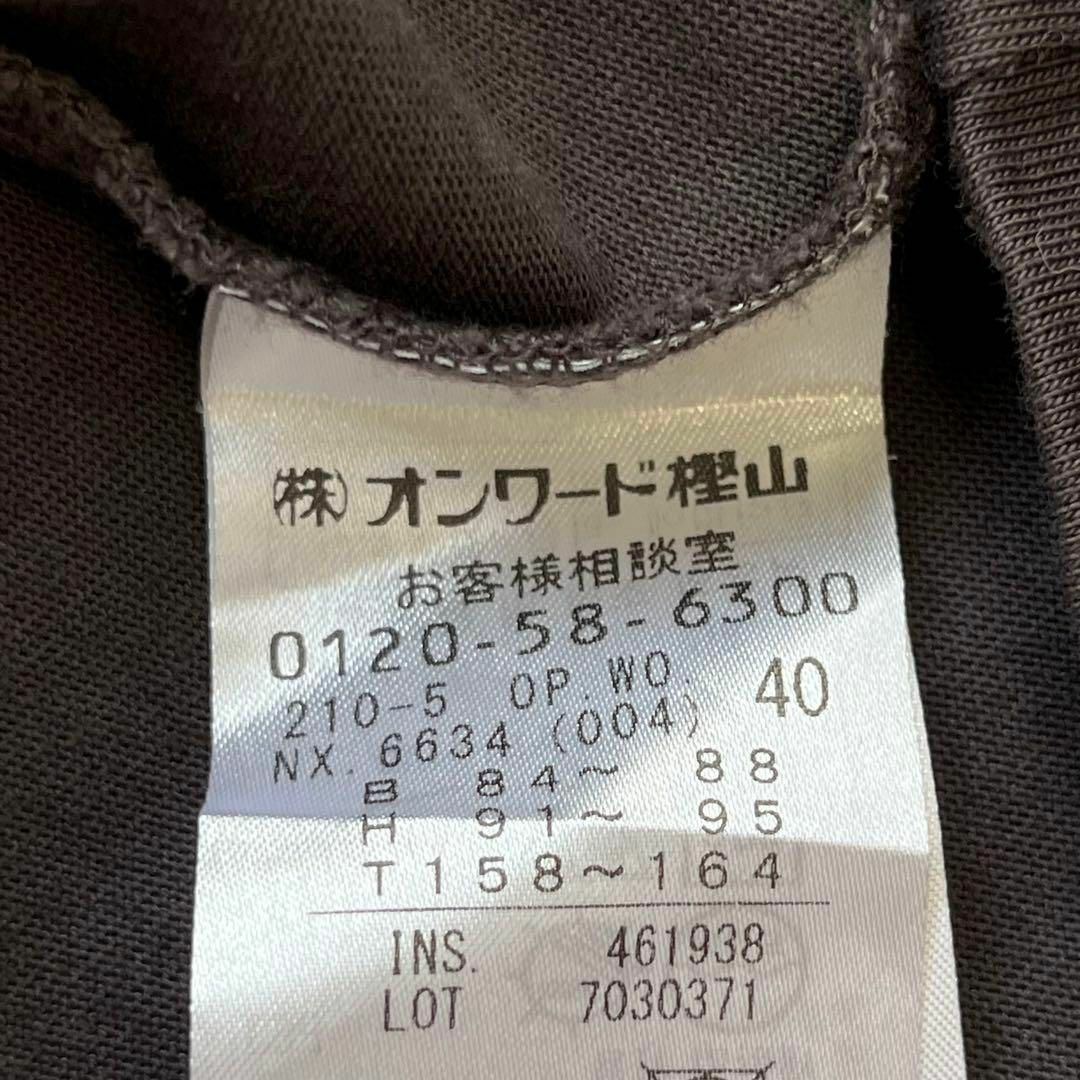 ㈱オンワード樫山
お客様相談室
0120-58-6300
210-5 OP.WO. 40
NX. 6634 (004)
B 84～ 88
H 91～ 95
T158～164
INS. 461938
LOT 7030371